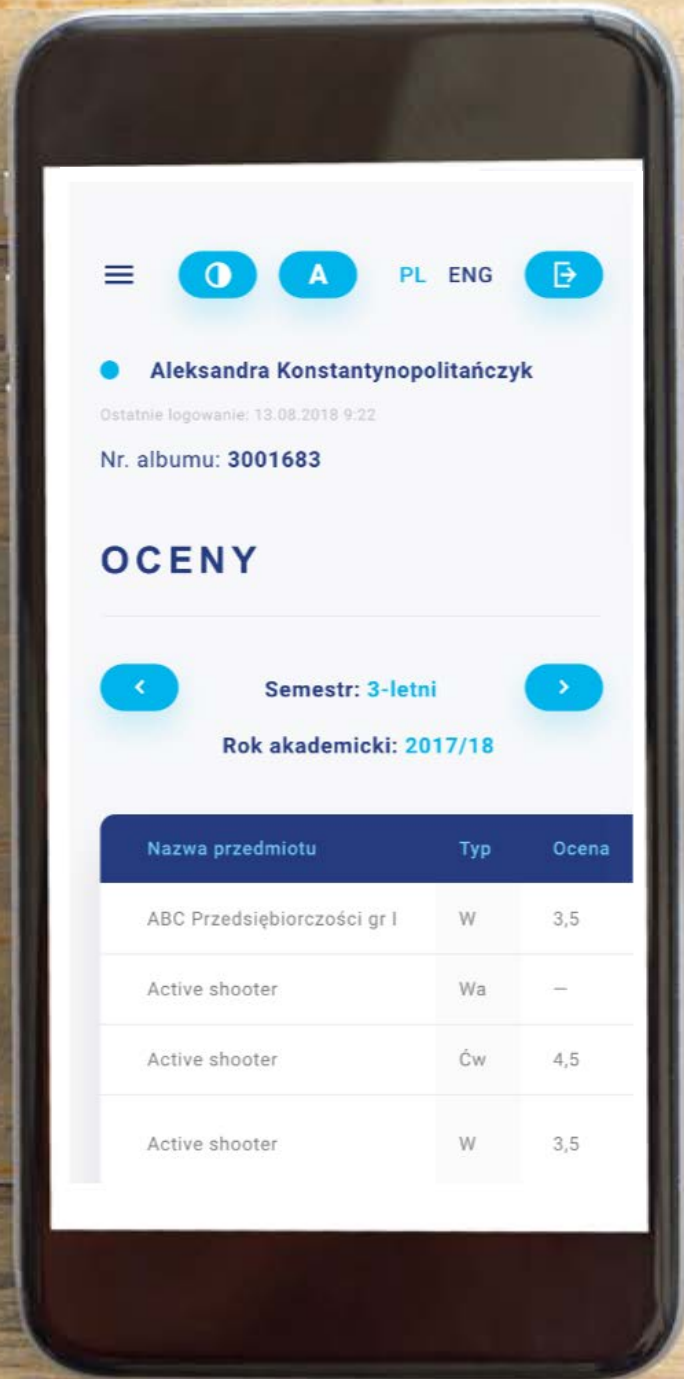 A PL ENG
Aleksandra Konstantynopolitańczyk
Ostatnie logowanie: 13.08.2018 9:22
Nr. albumu: 3001683
OCENY
Semestr: 3-letni
Rok akademicki: 2017/18
Nazwa przedmiotu Typ Ocena
ABC Przedsiębiorczości gr I W 3,5
Active shooter Wa –
Active shooter Ćw 4,5
Active shooter W 3,5